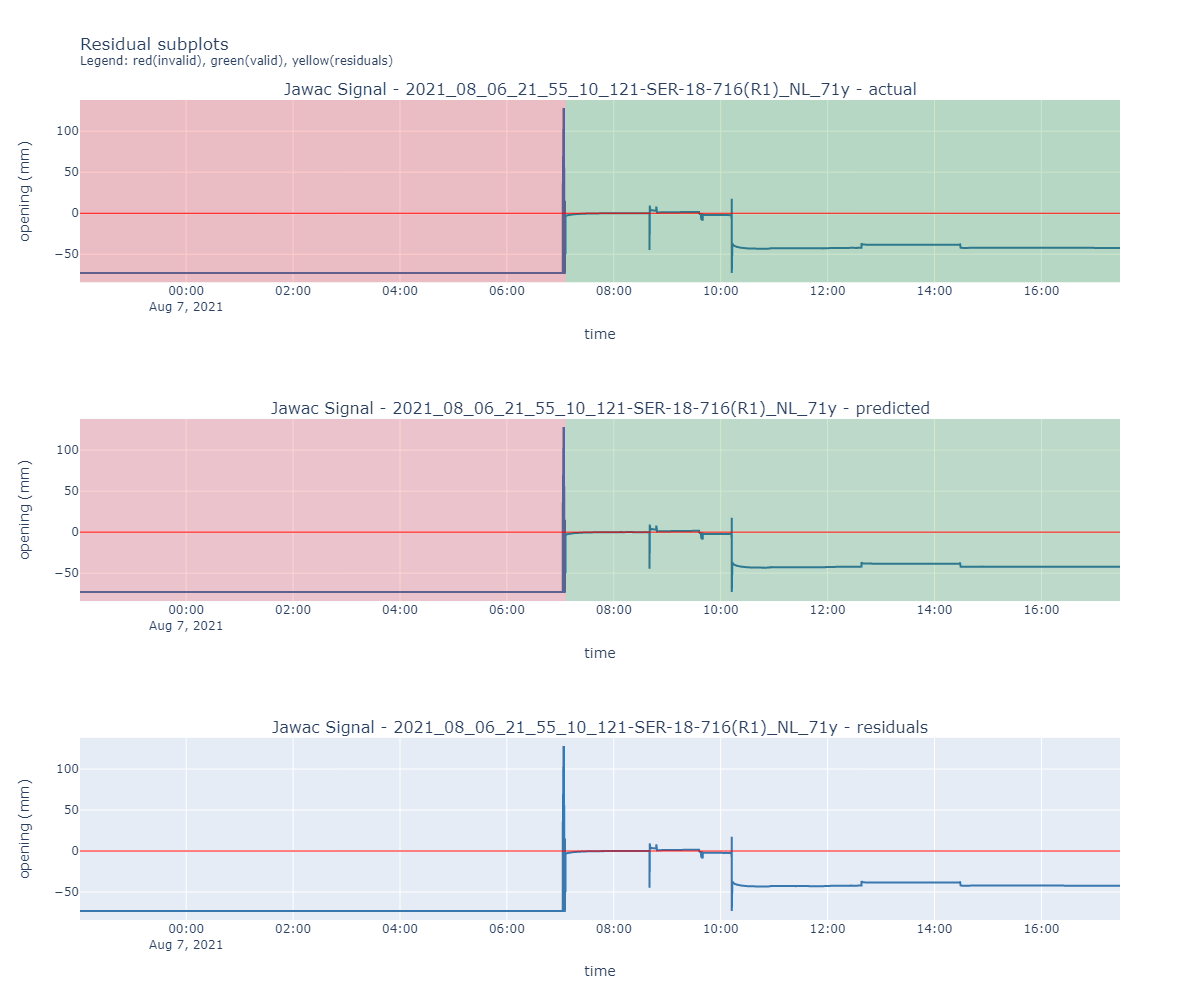 Residual subplots
Legend: red(invalid), green(valid), yellow(residuals)
Jawac Signal - 2021_08_06_21_55_10_121-SER-18-716(R1)_NL_71y - actual
opening (mm)
100
50
0
−50
00:00 02:00 04:00 06:00 08:00 10:00 12:00 14:00 16:00
Aug 7, 2021
time
Jawac Signal - 2021_08_06_21_55_10_121-SER-18-716(R1)_NL_71y - predicted
opening (mm)
100
50
0
−50
00:00 02:00 04:00 06:00 08:00 10:00 12:00 14:00 16:00
Aug 7, 2021
time
Jawac Signal - 2021_08_06_21_55_10_121-SER-18-716(R1)_NL_71y - residuals
opening (mm)
100
50
0
−50
00:00 02:00 04:00 06:00 08:00 10:00 12:00 14:00 16:00
Aug 7, 2021
time